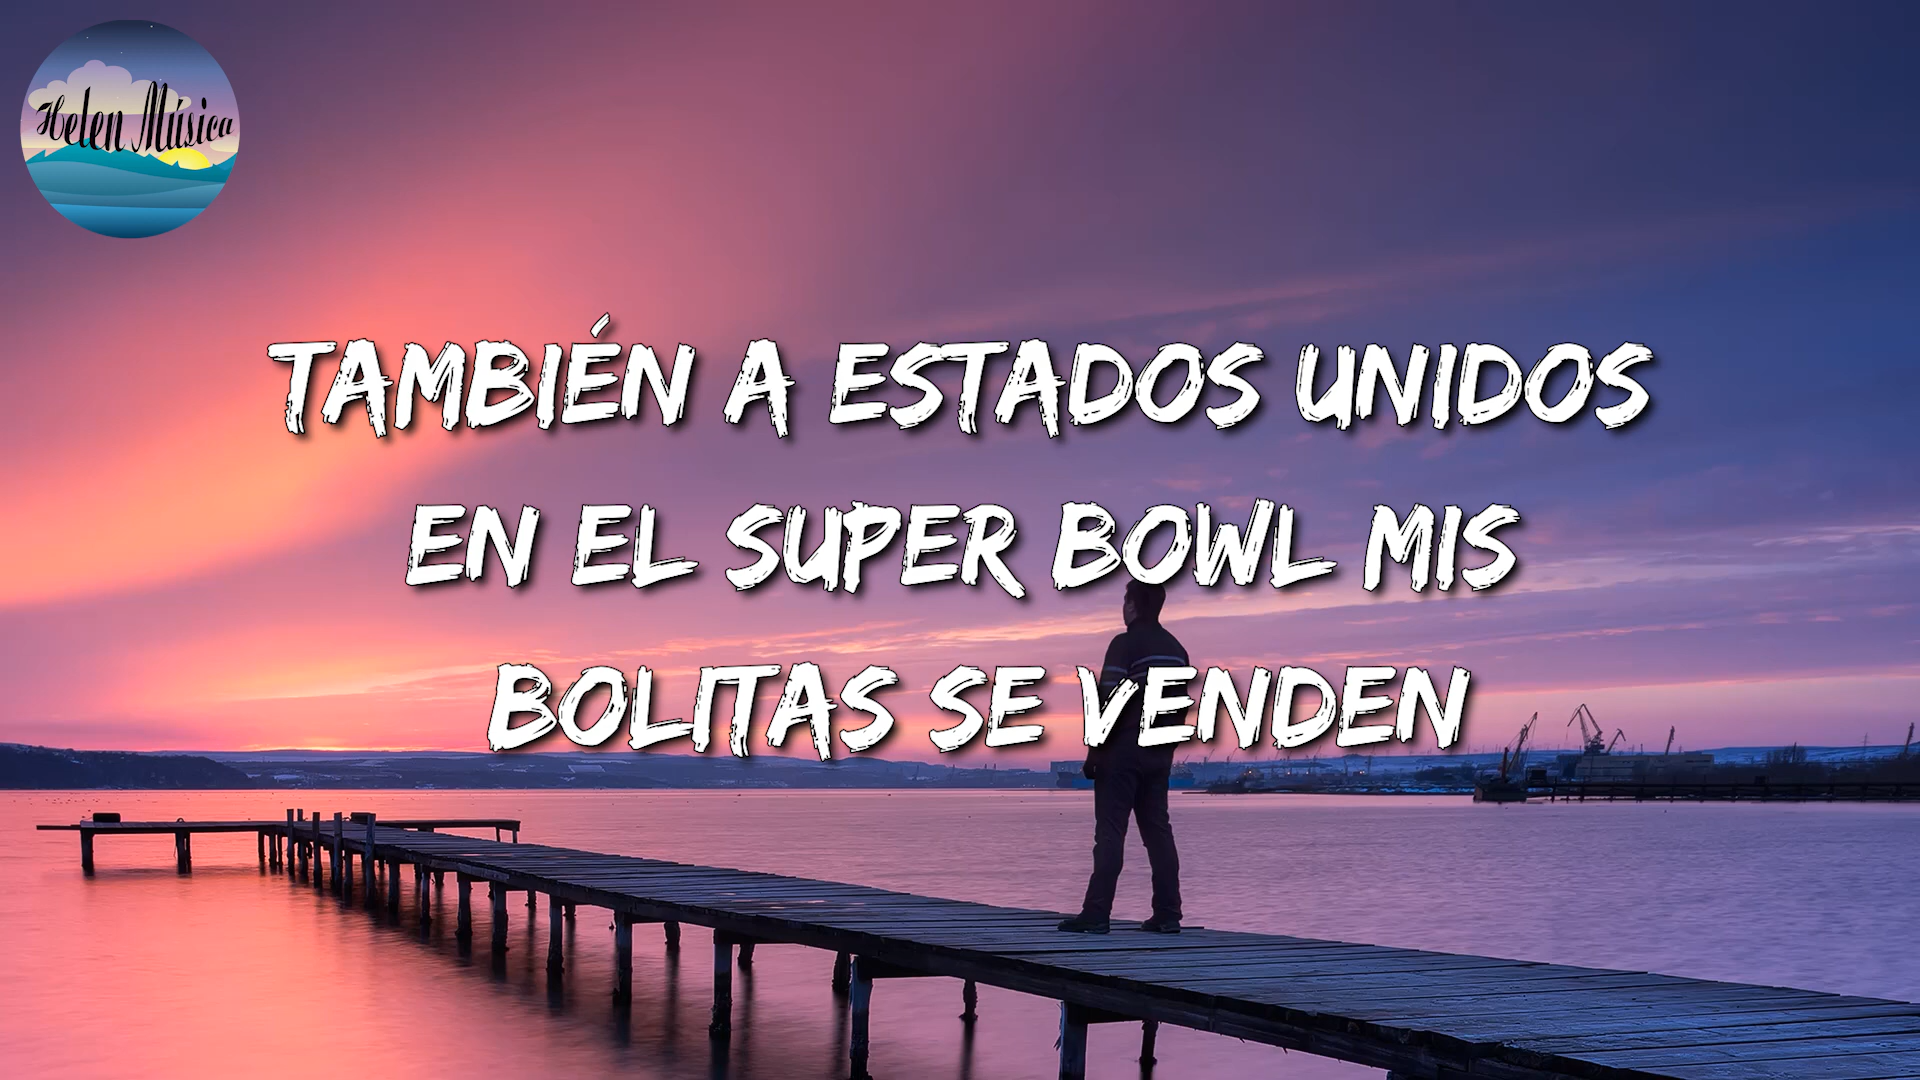 Helen Música
TAMBIÉN A ESTADOS UNIDOS
EN EL SUPER BOWL MIS
BOLITAS SE VENDEN